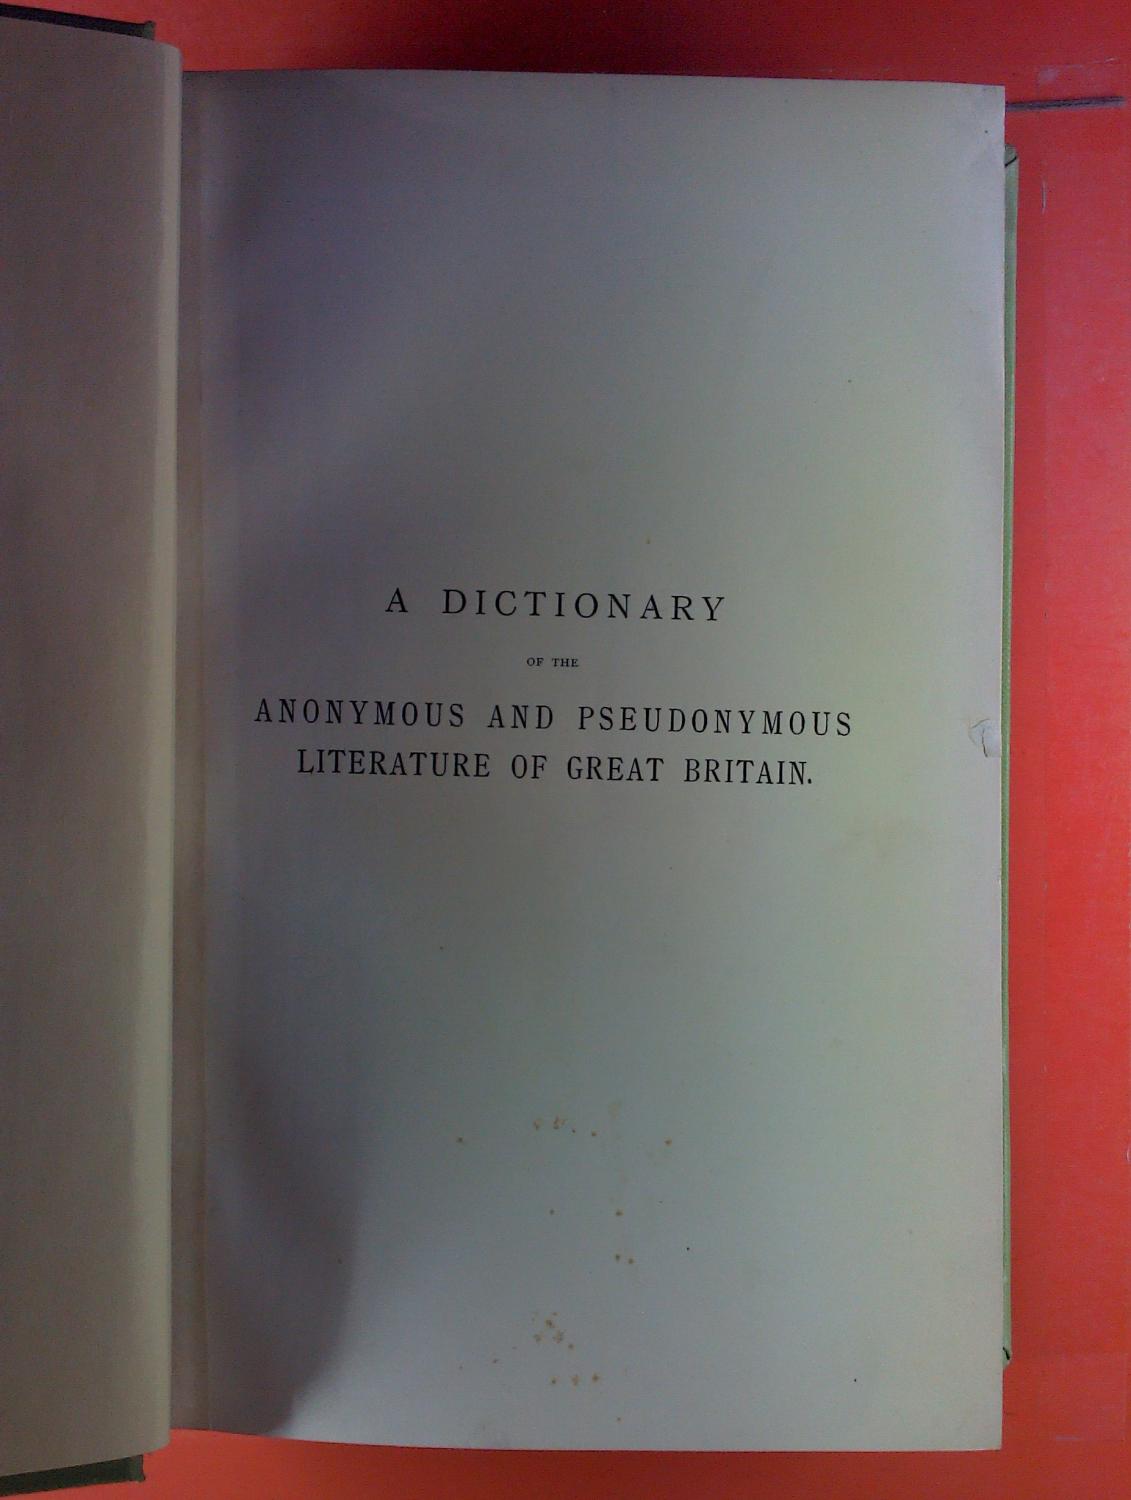 A DICTIONARY
OF THE
ANONYMOUS AND PSEUDONYMOUS
LITERATURE OF GREAT BRITAIN.